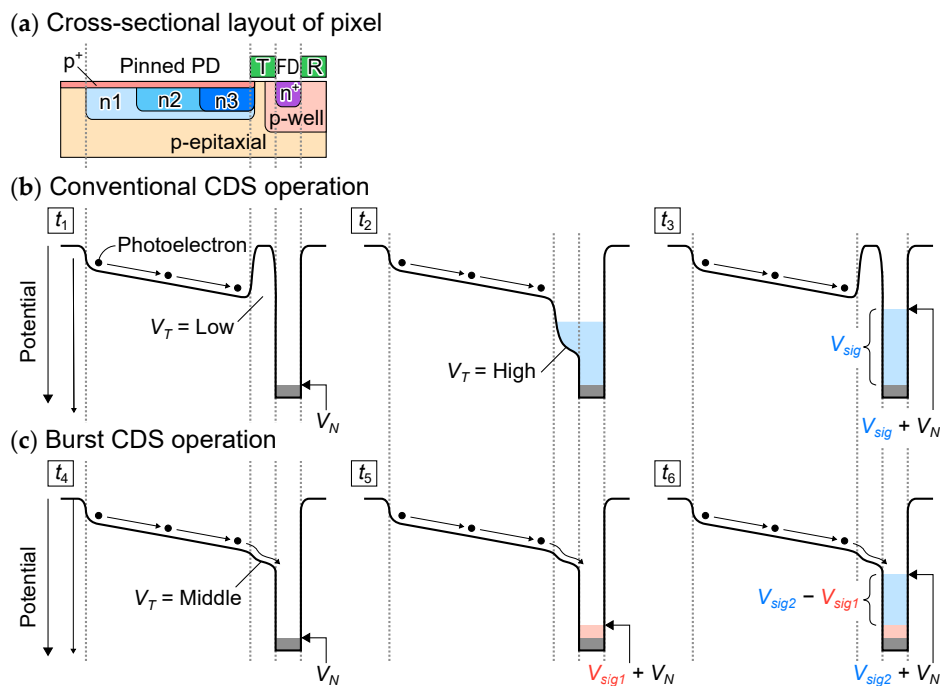 (a) Cross-sectional layout of pixel
p+ Pinned PD T FD R
n1 n2 n3 n+
p-well
p-epitaxial
(b) Conventional CDS operation
t1 t2 t3
Photoelectron
Potential
VT = Low
VT = High
Vsig
VN
Vsig + VN
(c) Burst CDS operation
t4 t5 t6
Potential
VT = Middle
Vsig2 − Vsig1
VN
Vsig1 + VN
Vsig2 + VN